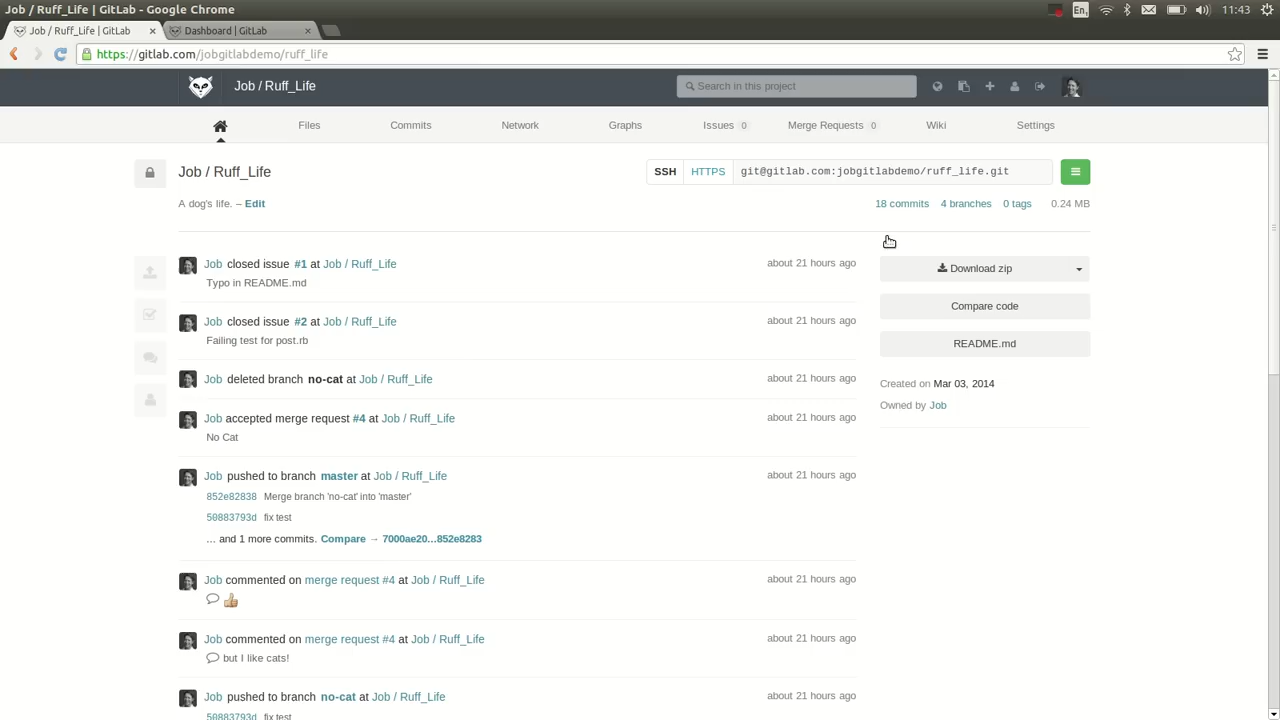 Job / Ruff_Life | GitLab - Google Chrome
En₁
11:43
Job / Ruff_Life | GitLab ×
Dashboard | GitLab ×
https://gitlab.com/jobgitlabdemo/ruff_life
Job / Ruff_Life
Search in this project
Files
Commits
Network
Graphs
Issues 0
Merge Requests 0
Wiki
Settings
Job / Ruff_Life
SSH
HTTPS
git@gitlab.com:jobgitlabdemo/ruff_life.git
A dog's life. – Edit
18 commits
4 branches
0 tags
0.24 MB
Job closed issue #1 at Job / Ruff_Life
about 21 hours ago
Typo in README.md
Job closed issue #2 at Job / Ruff_Life
about 21 hours ago
Failing test for post.rb
Job deleted branch no-cat at Job / Ruff_Life
about 21 hours ago
Job accepted merge request #4 at Job / Ruff_Life
about 21 hours ago
No Cat
Job pushed to branch master at Job / Ruff_Life
about 21 hours ago
852e82838 Merge branch 'no-cat' into 'master'
50883793d fix test
... and 1 more commits. Compare → 7000ae20...852e8283
Job commented on merge request #4 at Job / Ruff_Life
about 21 hours ago
Job commented on merge request #4 at Job / Ruff_Life
about 21 hours ago
but I like cats!
Job pushed to branch no-cat at Job / Ruff_Life
about 21 hours ago
50883793d fix test
Download zip
Compare code
README.md
Created on Mar 03, 2014
Owned by Job